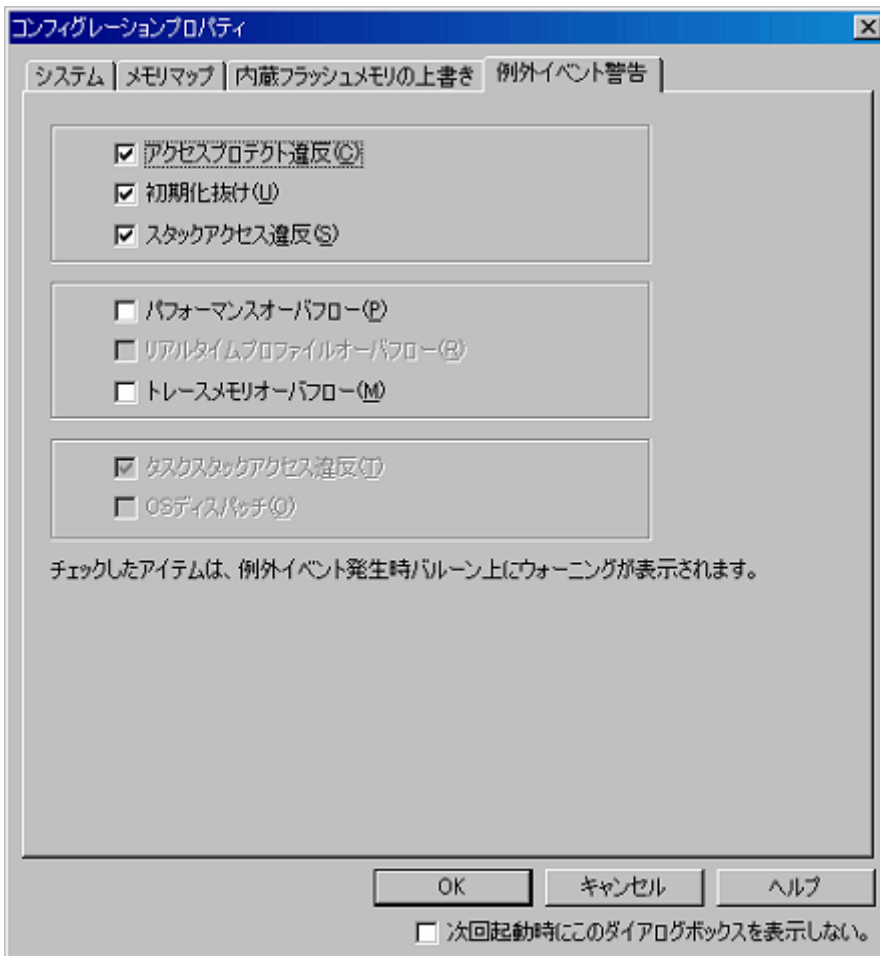 コンフィグレーションプロパティ
システム メモリマップ 内蔵フラッシュメモリの上書き 例外イベント警告
アクセスプロテクト違反(C)
初期化抜け(U)
スタックアクセス違反(S)
パフォーマンスオーバフロー(P)
リアルタイムプロファイルオーバフロー(R)
トレースメモリオーバフロー(M)
タスクスタックアクセス違反(T)
OSディスパッチ(O)
チェックしたアイテムは、例外イベント発生時バルーン上にウォーニングが表示されます。
OK キャンセル ヘルプ
次回起動時にこのダイアログボックスを表示しない。